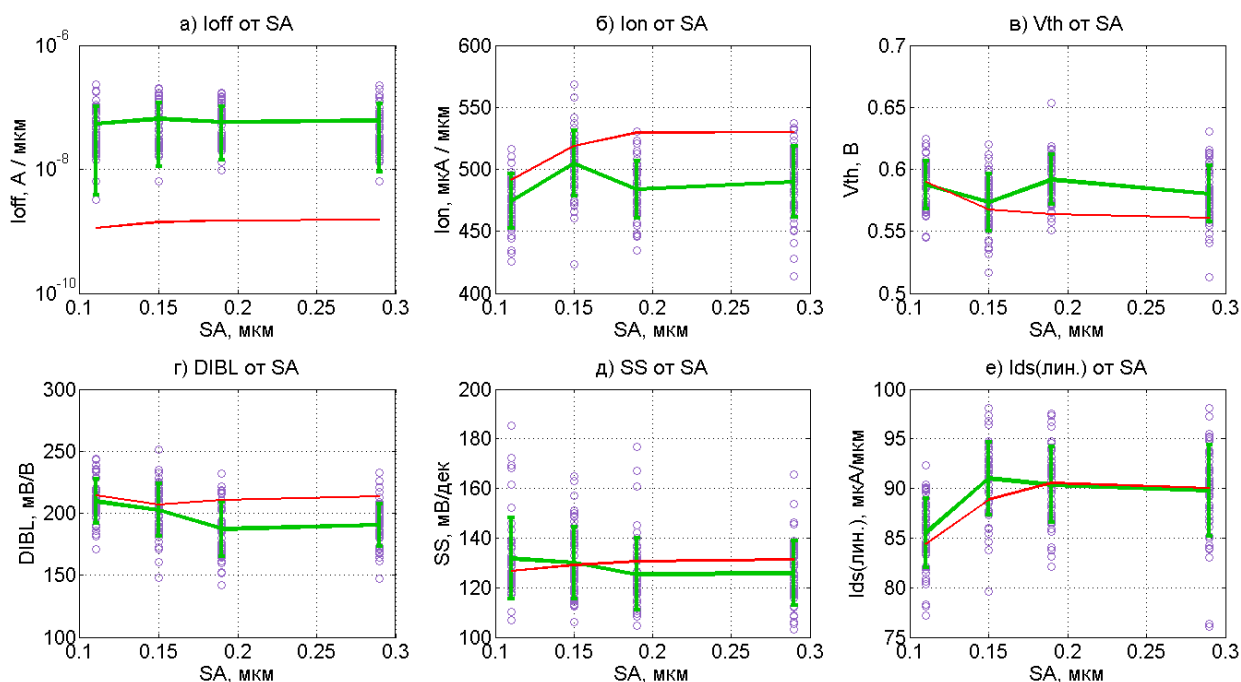 а) Ioff от SA
10^-6
10^-8
10^-10
Ioff, А / мкм
0.1 0.15 0.2 0.25 0.3
SA, мкм
б) Ion от SA
600
550
500
450
400
Ion, мкА / мкм
0.1 0.15 0.2 0.25 0.3
SA, мкм
в) Vth от SA
0.7
0.65
0.6
0.55
0.5
Vth, В
0.1 0.15 0.2 0.25 0.3
SA, мкм
г) DIBL от SA
300
250
200
150
100
DIBL, мВ/В
0.1 0.15 0.2 0.25 0.3
SA, мкм
д) SS от SA
200
180
160
140
120
100
SS, мВ/дек
0.1 0.15 0.2 0.25 0.3
SA, мкм
е) Ids(лин.) от SA
100
95
90
85
80
75
Ids(лин.), мкА/мкм
0.1 0.15 0.2 0.25 0.3
SA, мкм